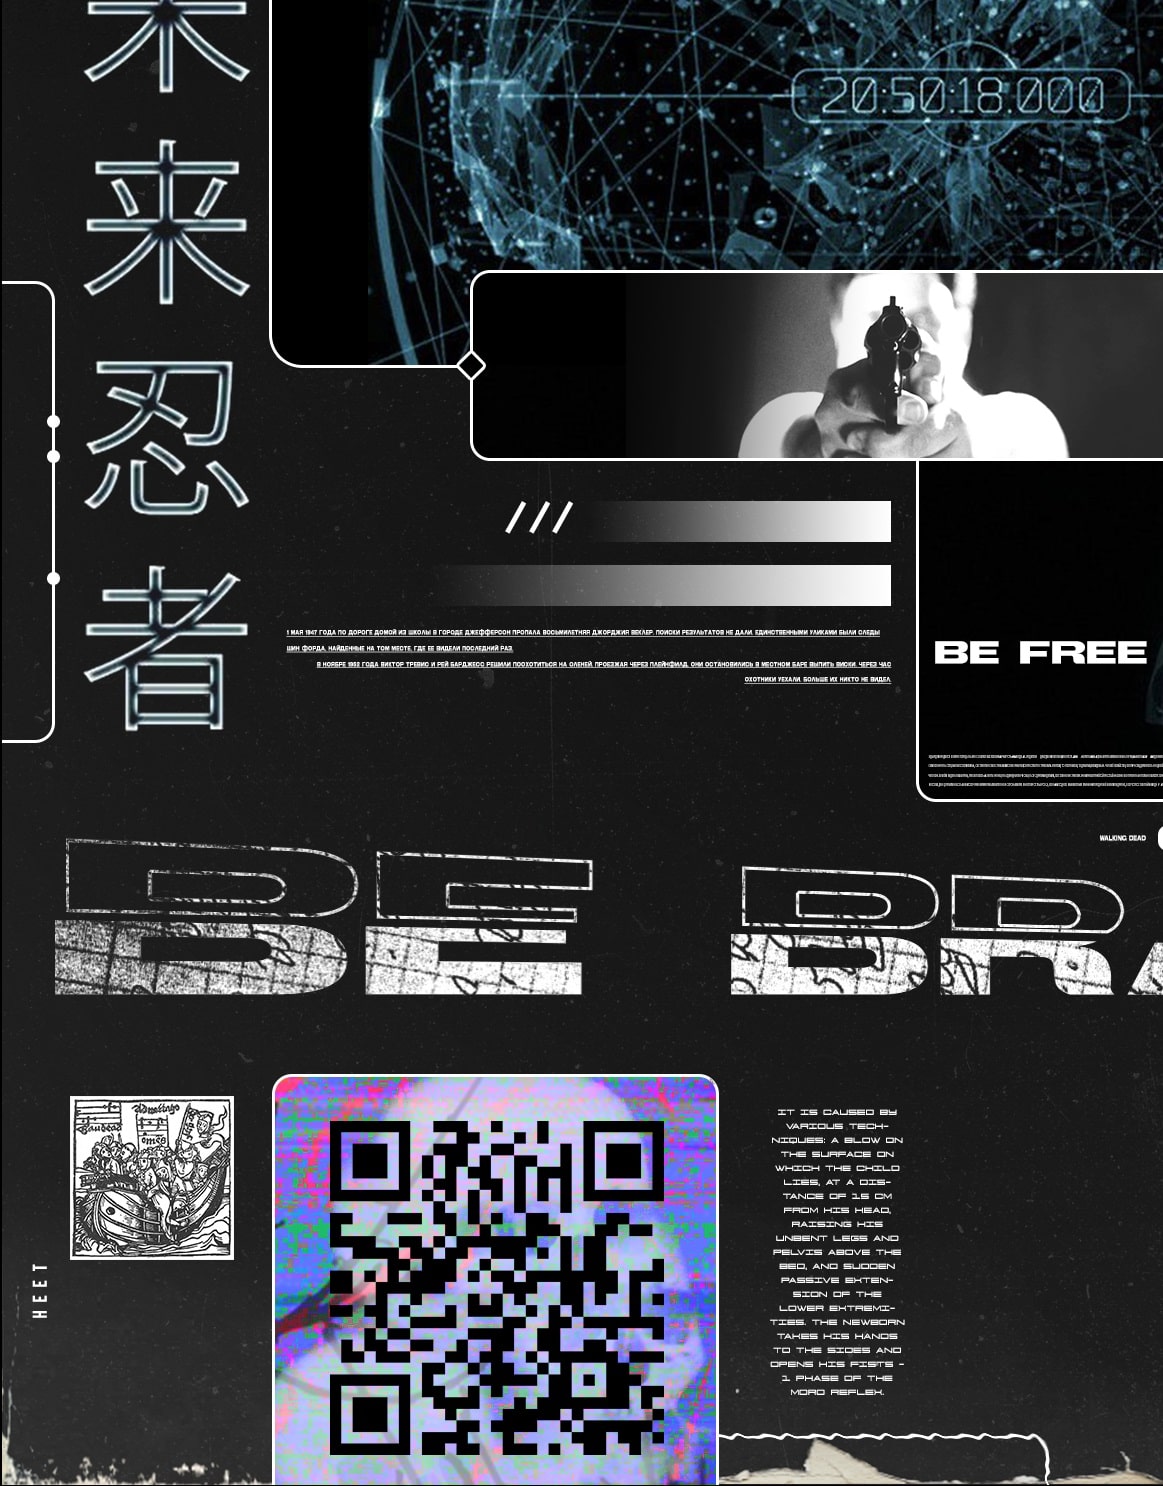 未
来
忍
者
20:50:18.000
///
1 МАЯ 1947 ГОДА ПО ДОРОГЕ ДОМОЙ ИЗ ШКОЛЫ В ГОРОДЕ ДЖЕФФЕРСОН ПРОПАЛА ВОСЬМИЛЕТНЯЯ ДЖОРДЖИЯ ВЕКЛЕР. ПОИСКИ РЕЗУЛЬТАТОВ НЕ ДАЛИ. ЕДИНСТВЕННЫМИ УЛИКАМИ БЫЛИ СЛЕДЫ
ШИН ФОРДА, НАЙДЕННЫЕ НА ТОМ МЕСТЕ, ГДЕ ЕЕ ВИДЕЛИ ПОСЛЕДНИЙ РАЗ.
В НОЯБРЕ 1952 ГОДА ВИКТОР ТРЕВИС И РЕЙ БАРДЖЕСС РЕШИЛИ ПООХОТИТЬСЯ НА ОЛЕНЕЙ. ПРОЕЗЖАЯ ЧЕРЕЗ ПЛЕЙНФИЛД, ОНИ ОСТАНОВИЛИСЬ В МЕСТНОМ БАРЕ ВЫПИТЬ ВИСКИ. ЧЕРЕЗ ЧАС
ОХОТНИКИ УЕХАЛИ. БОЛЬШЕ ИХ НИКТО НЕ ВИДЕЛ.
BE FREE
WALKING DEAD
BE BRA
Gaudeam
omes
HEET
IT IS CAUSED BY
VARIOUS TECH-
NIQUES: A BLOW ON
THE SURFACE ON
WHICH THE CHILD
LIES, AT A DIS-
TANCE OF 15 CM
FROM HIS HEAD,
RAISING HIS
UNBENT LEGS AND
PELVIS ABOVE THE
BED, AND SUDDEN
PASSIVE EXTEN-
SION OF THE
LOWER EXTREMI-
TIES. THE NEWBORN
TAKES HIS HANDS
TO THE SIDES AND
OPENS HIS FISTS -
1 PHASE OF THE
MORO REFLEX.